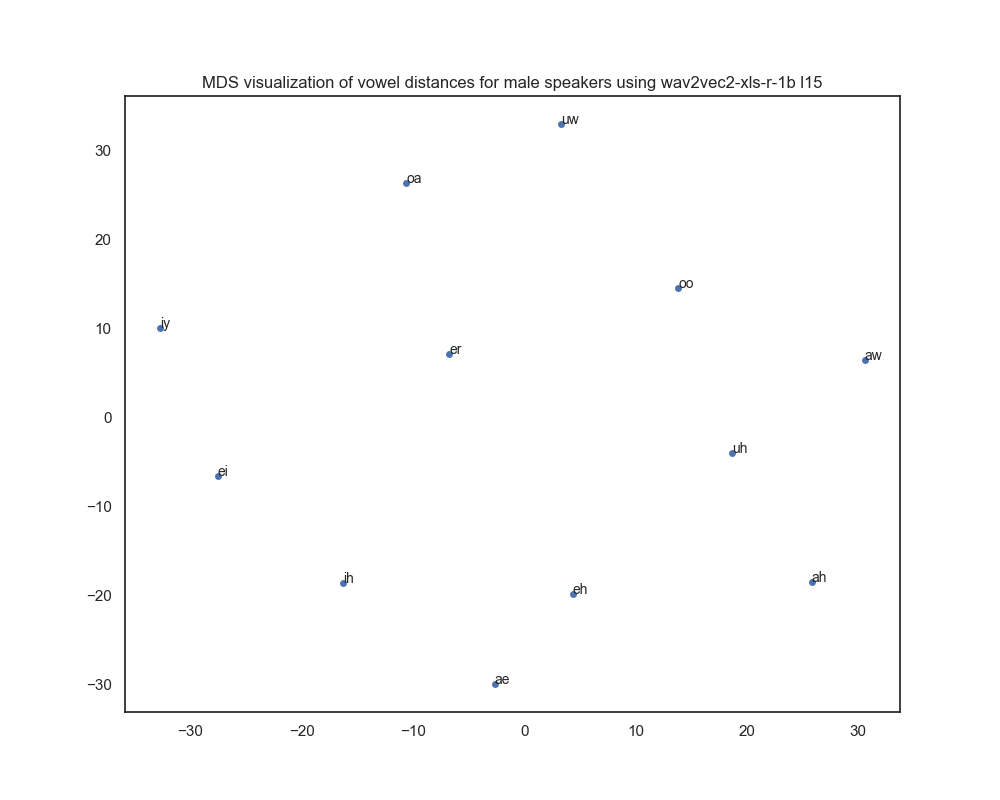 MDS visualization of vowel distances for male speakers using wav2vec2-xls-r-1b l15
uw
30
oa
20
oo
10
iy
er
aw
0
uh
ei
−10
ih
ah
eh
−20
ae
−30
−30 −20 −10 0 10 20 30